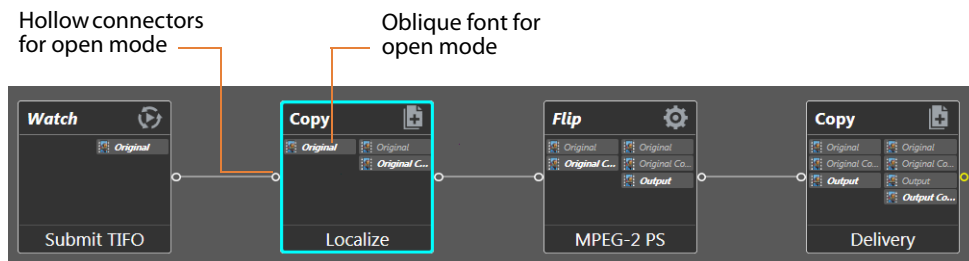 Hollow connectors
for open mode
Oblique font for
open mode
Watch
Original
Submit TIFO
Copy
Original
Original
Original C...
Localize
Flip
Original
Original C...
Original
Original Co...
Output
MPEG-2 PS
Copy
Original
Original Co...
Output
Original
Original Co...
Output
Output Co...
Delivery